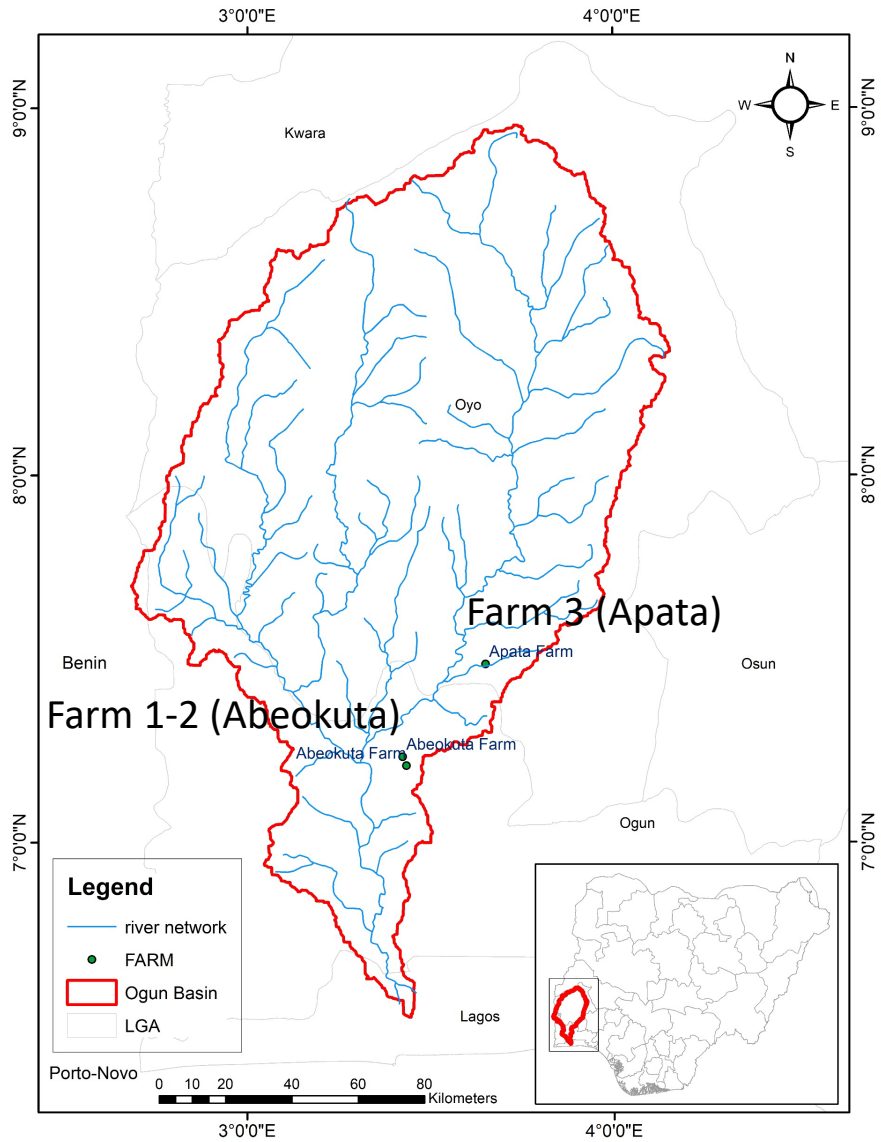 3°0'0"E 4°0'0"E
N
W E
S
9°0'0"N 9°0'0"N
Kwara
Oyo
8°0'0"N 8°0'0"N
Farm 3 (Apata)
Apata Farm
Benin
Osun
Farm 1-2 (Abeokuta)
Abeokuta Farm
Abeokuta Farm
7°0'0"N 7°0'0"N
Ogun
Legend
river network
FARM
Ogun Basin
LGA
Lagos
Porto-Novo
0 10 20 40 60 80
Kilometers
3°0'0"E 4°0'0"E